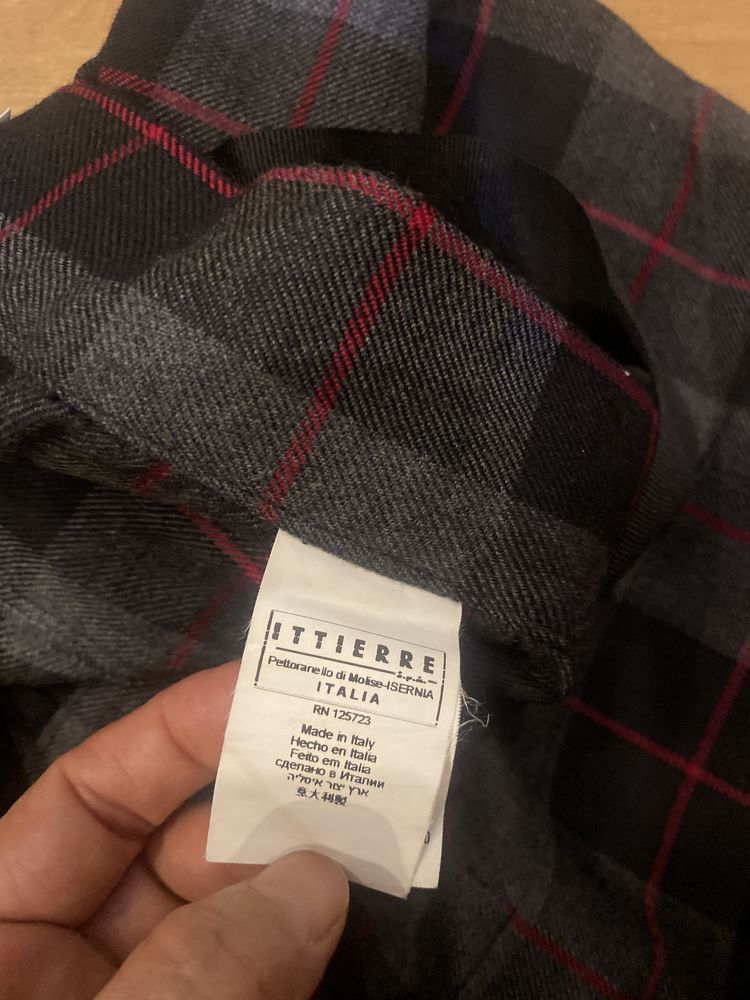 ITTIERRE
S.p.A.
Pettoranello di Molise-ISERNIA
ITALIA
RN 125723
Made in Italy
Hecho en Italia
Feito em Italia
сделано в Италии
ארץ יצור איטליה
意大利製